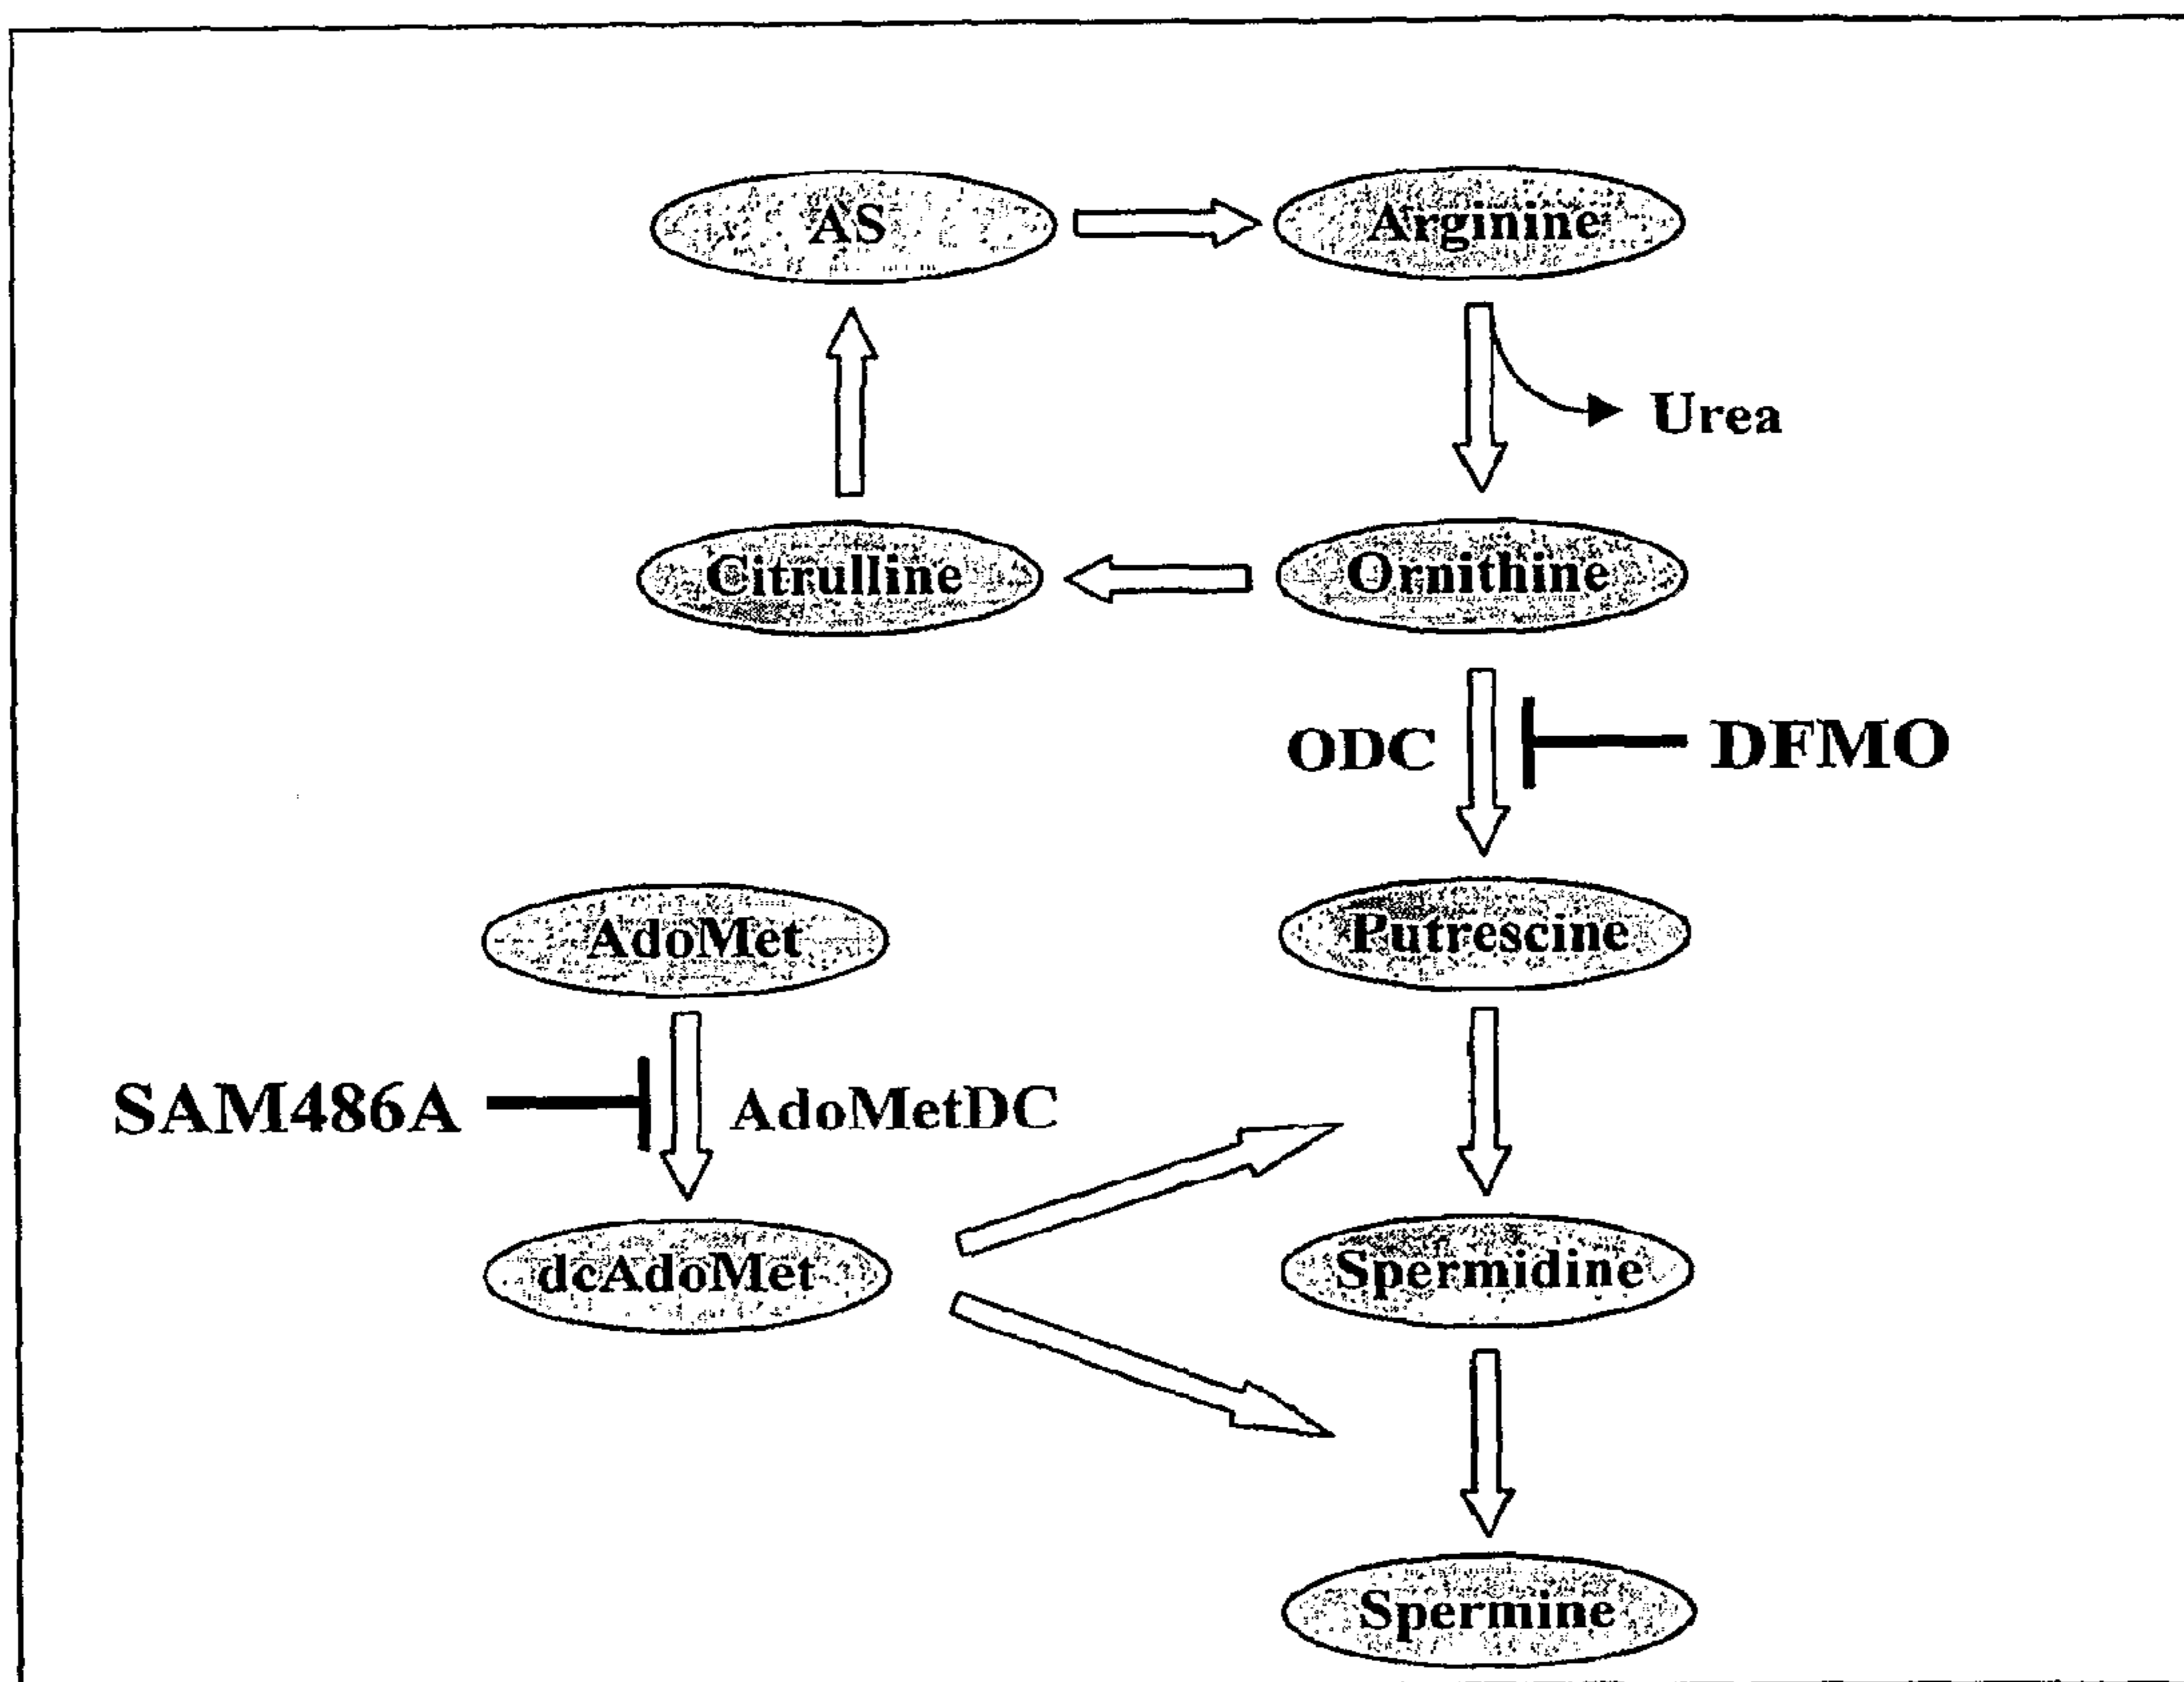 AS
Arginine
Urea
Citrulline
Ornithine
ODC
DFMO
AdoMet
Putrescine
SAM486A
AdoMetDC
dcAdoMet
Spermidine
Spermine